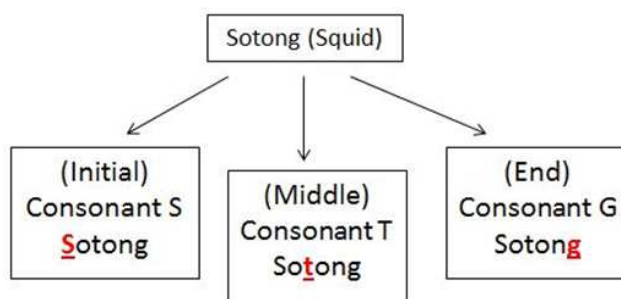 Sotong (Squid)
(Initial)
Consonant S
Sotong
(Middle)
Consonant T
Sotong
(End)
Consonant G
Sotong